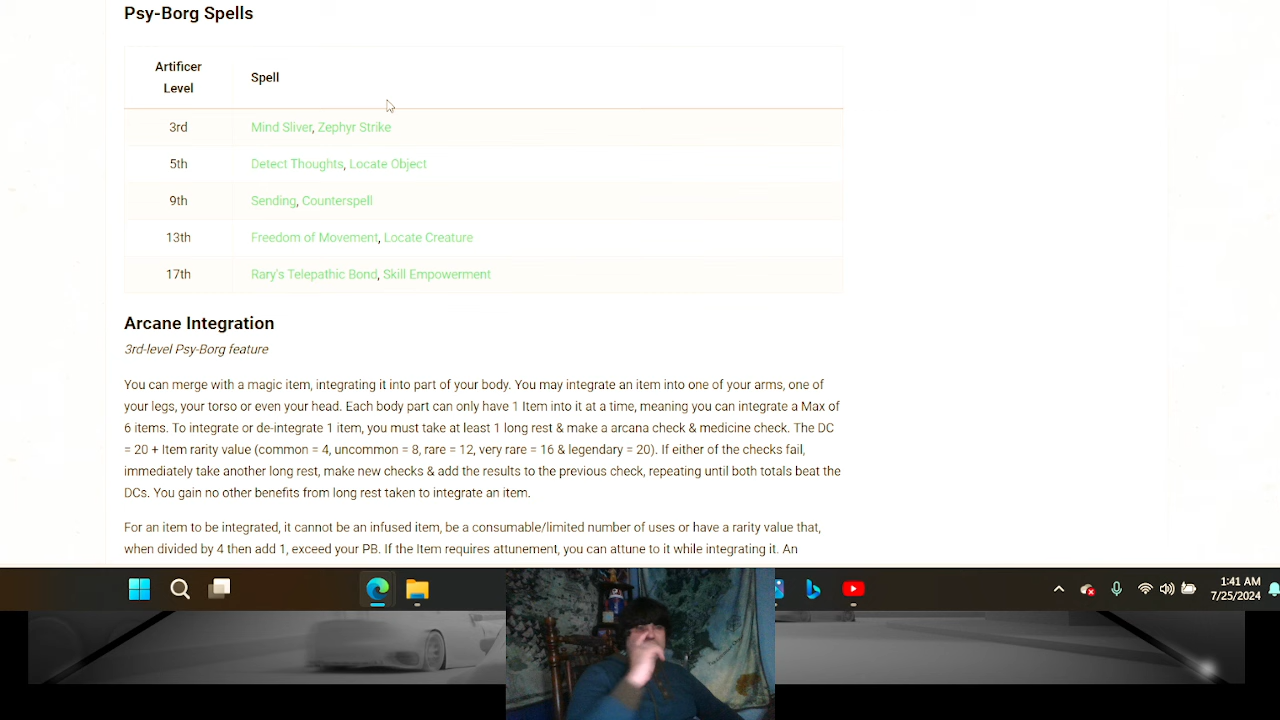 Psy-Borg Spells
Artificer
Level
Spell
3rd
Mind Sliver, Zephyr Strike
5th
Detect Thoughts, Locate Object
9th
Sending, Counterspell
13th
Freedom of Movement, Locate Creature
17th
Rary's Telepathic Bond, Skill Empowerment
Arcane Integration
3rd-level Psy-Borg feature
You can merge with a magic item, integrating it into part of your body. You may integrate an item into one of your arms, one of
your legs, your torso or even your head. Each body part can only have 1 Item into it at a time, meaning you can integrate a Max of
6 items. To integrate or de-integrate 1 item, you must take at least 1 long rest & make a arcana check & medicine check. The DC
= 20 + Item rarity value (common = 4, uncommon = 8, rare = 12, very rare = 16 & legendary = 20). If either of the checks fail,
immediately take another long rest, make new checks & add the results to the previous check, repeating until both totals beat the
DCs. You gain no other benefits from long rest taken to integrate an item.
For an item to be integrated, it cannot be an infused item, be a consumable/limited number of uses or have a rarity value that,
when divided by 4 then add 1, exceed your PB. If the Item requires attunement, you can attune to it while integrating it. An
1:41 AM
7/25/2024